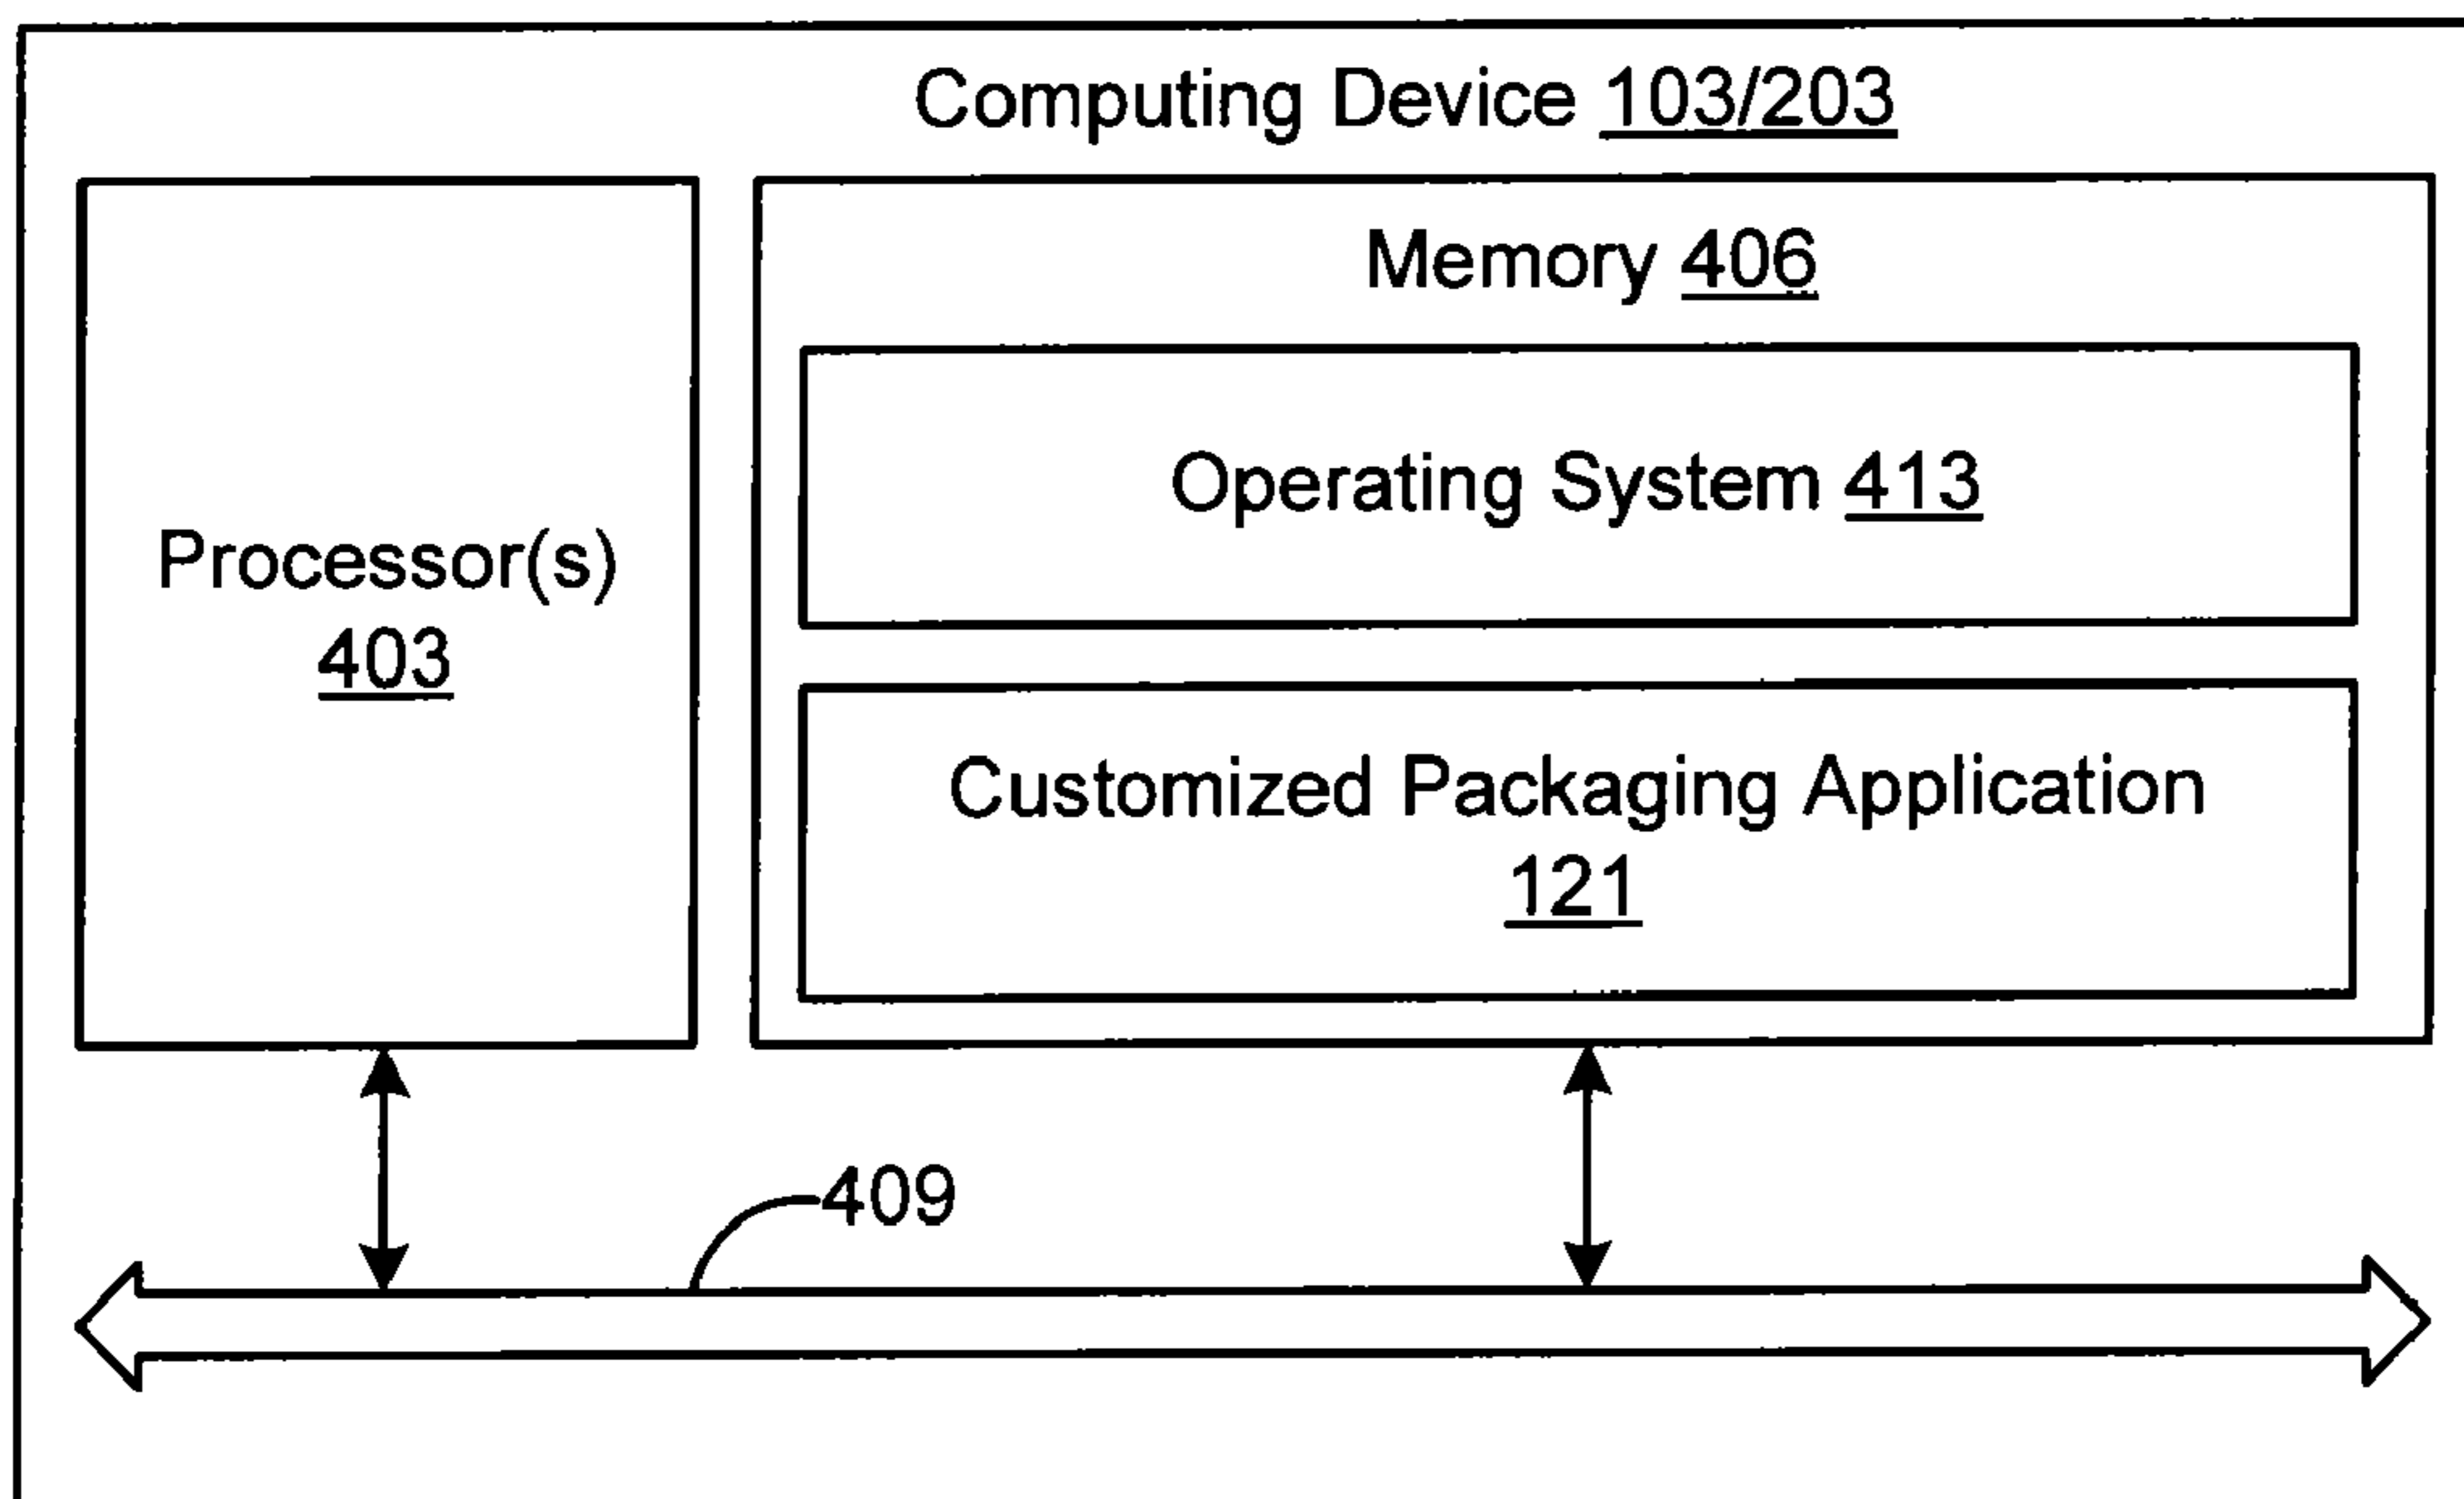 Computing Device 103/203
Memory 406
Operating System 413
Processor(s)
403
Customized Packaging Application
121
409